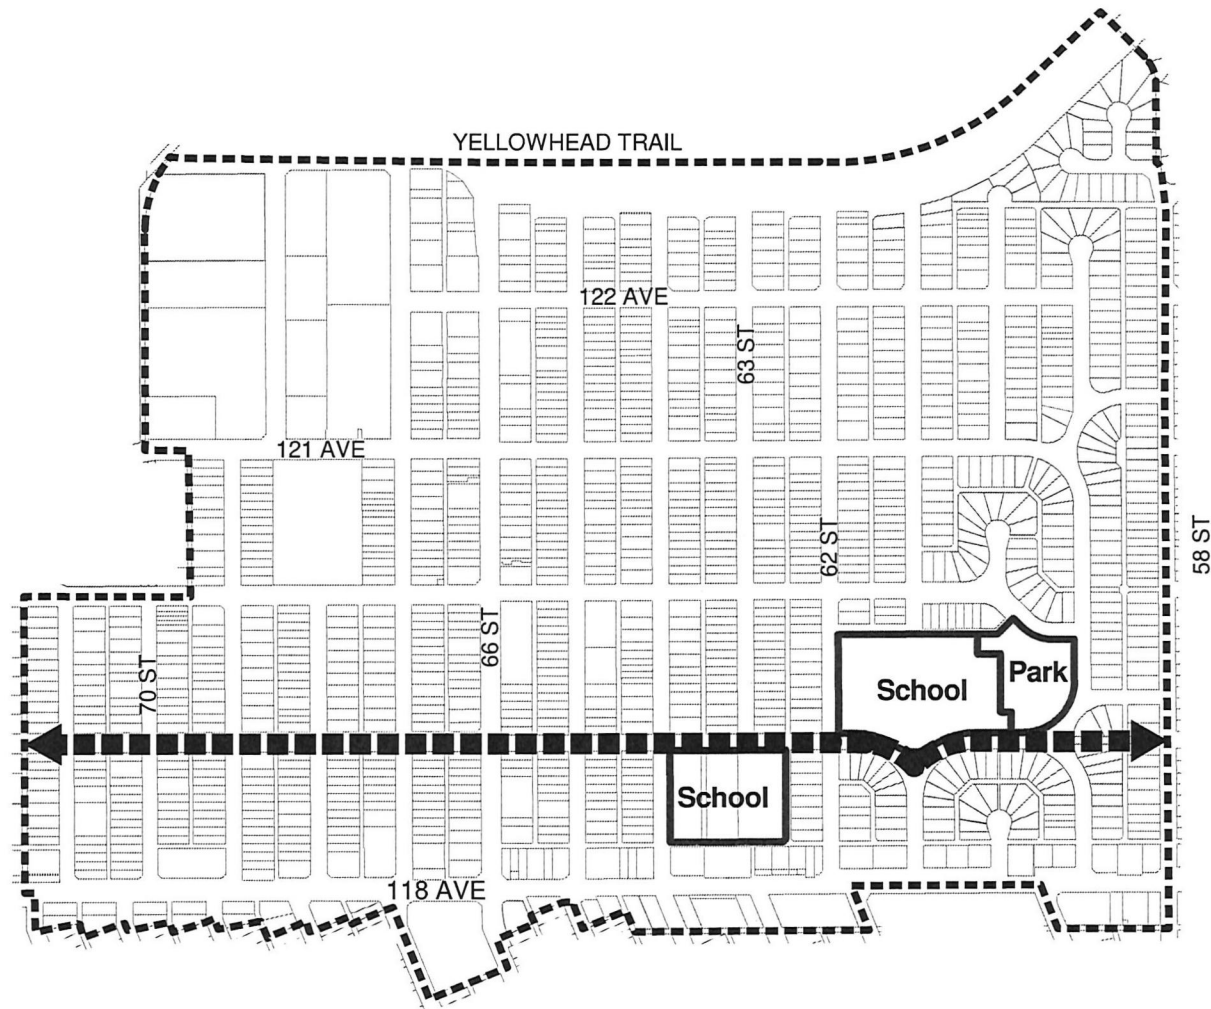 YELLOWHEAD TRAIL
122 AVE
63 ST
121 AVE
62 ST
58 ST
66 ST
70 ST
School
Park
School
118 AVE